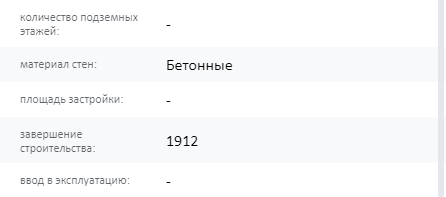 количество подземных
этажей:
-
материал стен:
Бетонные
площадь застройки:
-
завершение
строительства:
1912
ввод в эксплуатацию:
-